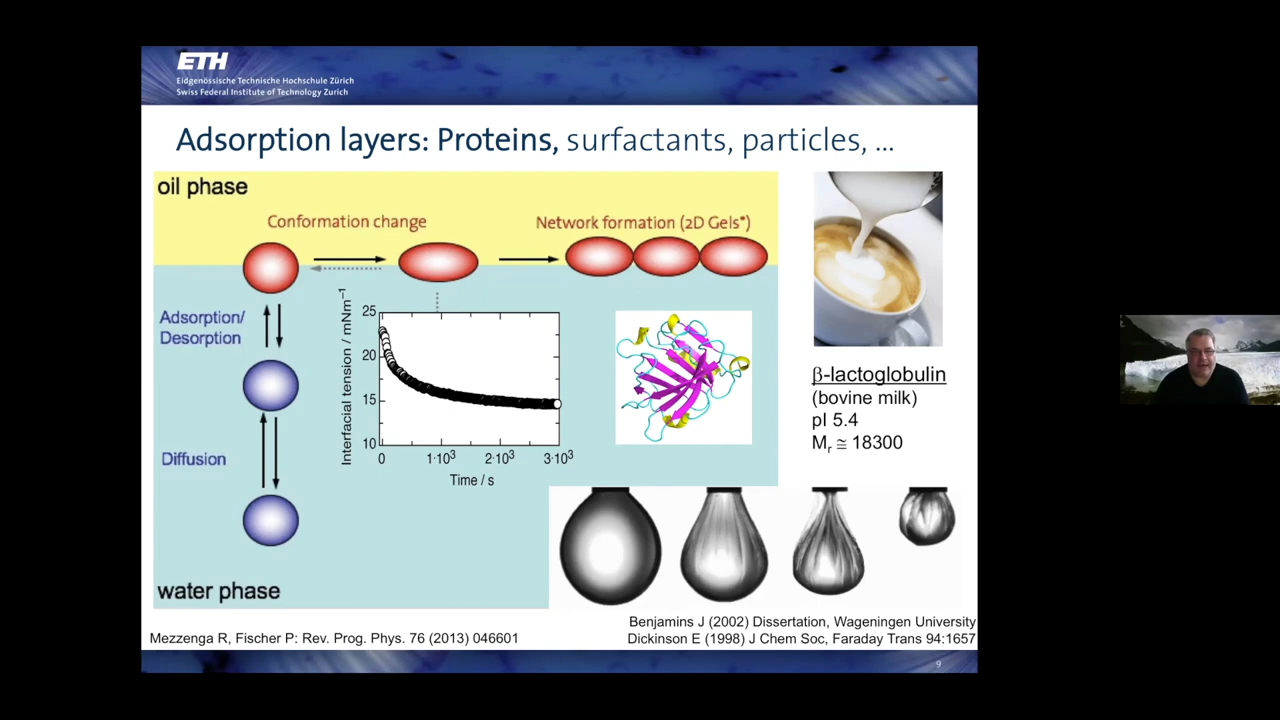 ETH
Eidgenössische Technische Hochschule Zürich
Swiss Federal Institute of Technology Zurich
Adsorption layers: Proteins, surfactants, particles, ...
oil phase
Conformation change
Network formation (2D Gels*)
Adsorption/
Desorption
Diffusion
water phase
Interfacial tension / mNm⁻¹
25
20
15
10
0
1·10³
2·10³
3·10³
Time / s
β-lactoglobulin
(bovine milk)
pI 5.4
Mᵣ ≅ 18300
Benjamins J (2002) Dissertation, Wageningen University
Dickinson E (1998) J Chem Soc, Faraday Trans 94:1657
Mezzenga R, Fischer P: Rev. Prog. Phys. 76 (2013) 046601
9